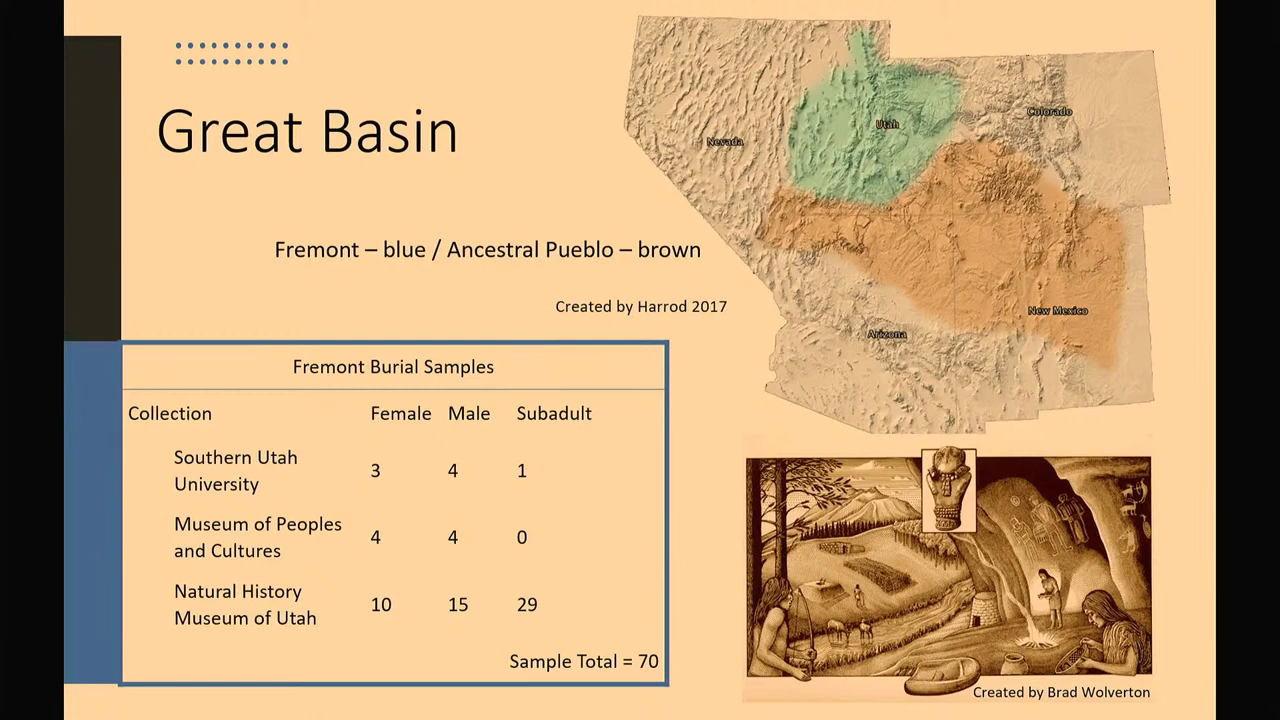 Great Basin
Nevada
Utah
Colorado
Arizona
New Mexico
Fremont – blue / Ancestral Pueblo – brown
Created by Harrod 2017
Fremont Burial Samples
Collection Female Male Subadult
Southern Utah
University 3 4 1
Museum of Peoples
and Cultures 4 4 0
Natural History
Museum of Utah 10 15 29
Sample Total = 70
Created by Brad Wolverton